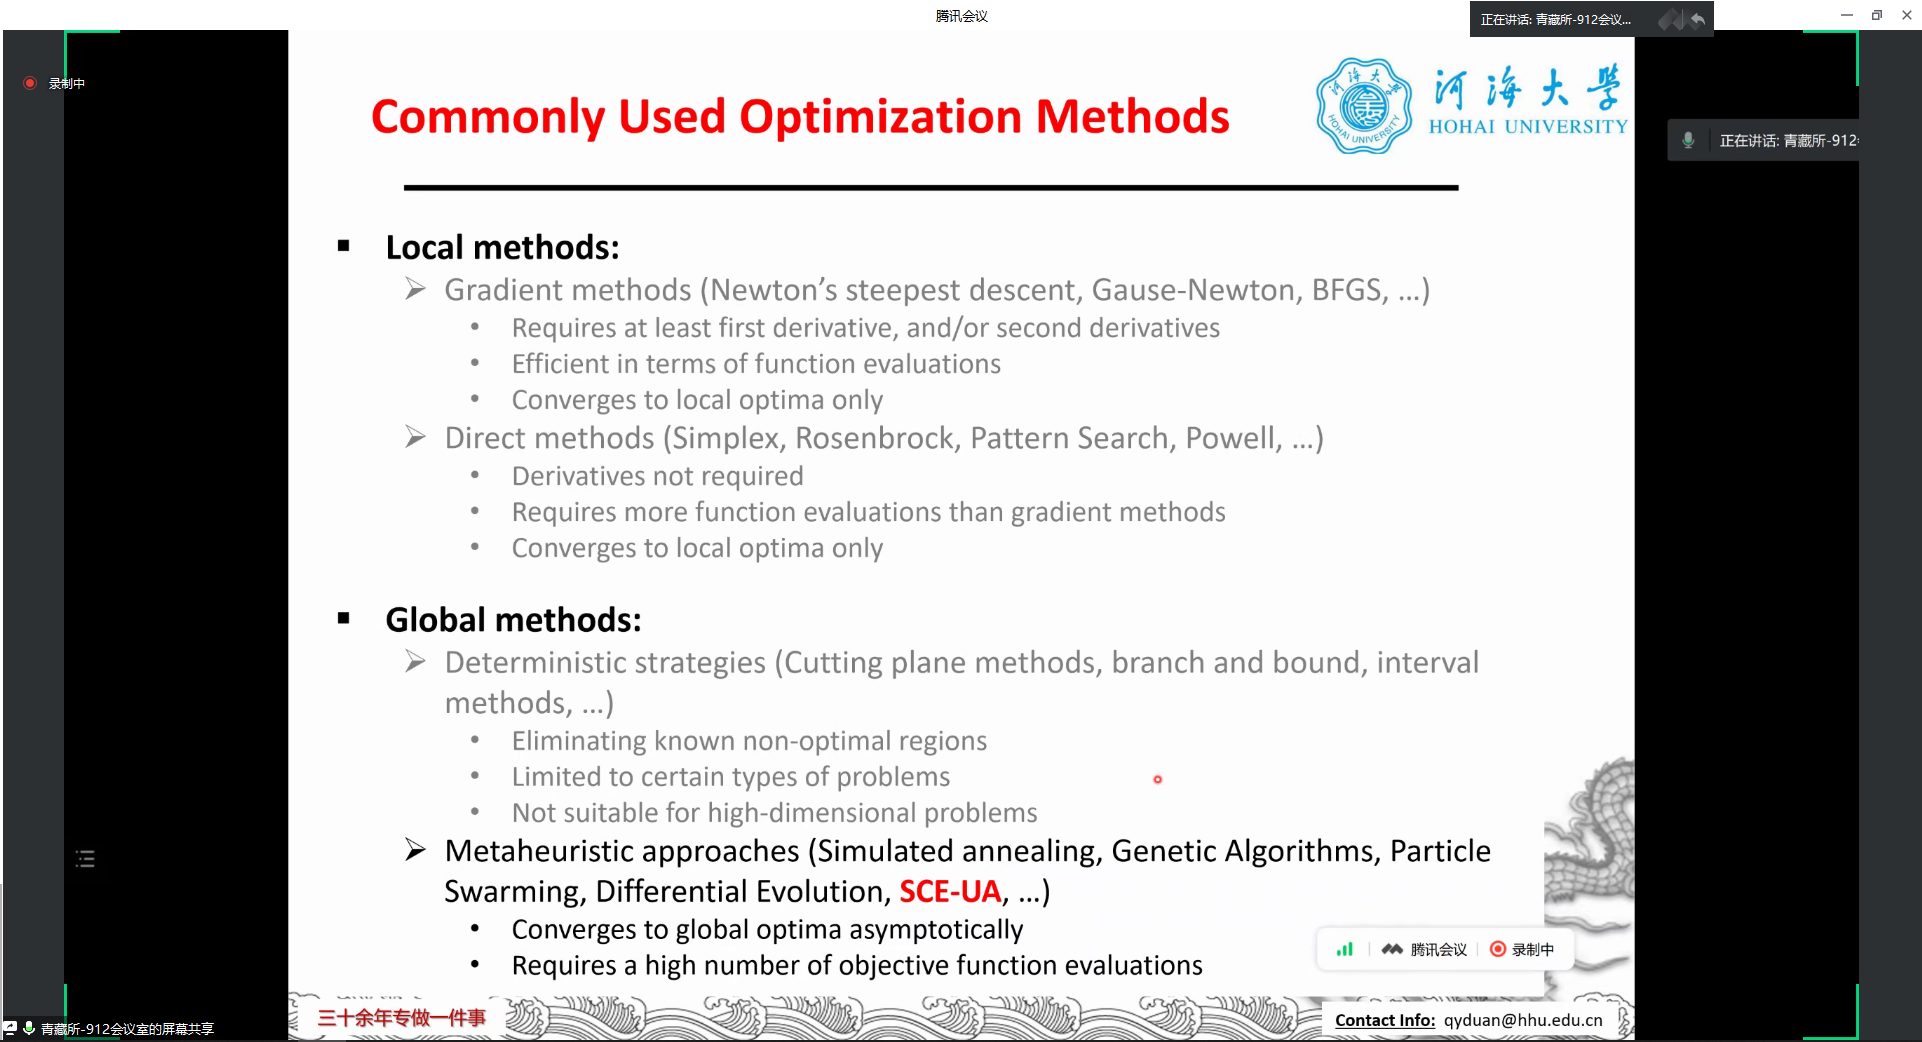 腾讯会议
正在讲话: 青藏所-912会议...
录制中
Commonly Used Optimization Methods
河海大學
HOHAI UNIVERSITY
河海大學
HOHAI UNIVERSITY
正在讲话: 青藏所-912
▪ Local methods:
➢ Gradient methods (Newton’s steepest descent, Gause-Newton, BFGS, …)
• Requires at least first derivative, and/or second derivatives
• Efficient in terms of function evaluations
• Converges to local optima only
➢ Direct methods (Simplex, Rosenbrock, Pattern Search, Powell, …)
• Derivatives not required
• Requires more function evaluations than gradient methods
• Converges to local optima only
▪ Global methods:
➢ Deterministic strategies (Cutting plane methods, branch and bound, interval
methods, …)
• Eliminating known non-optimal regions
• Limited to certain types of problems
• Not suitable for high-dimensional problems
➢ Metaheuristic approaches (Simulated annealing, Genetic Algorithms, Particle
Swarming, Differential Evolution, SCE-UA, …)
• Converges to global optima asymptotically
• Requires a high number of objective function evaluations
腾讯会议
录制中
三十余年专做一件事
Contact Info: qyduan@hhu.edu.cn
青藏所-912会议室的屏幕共享